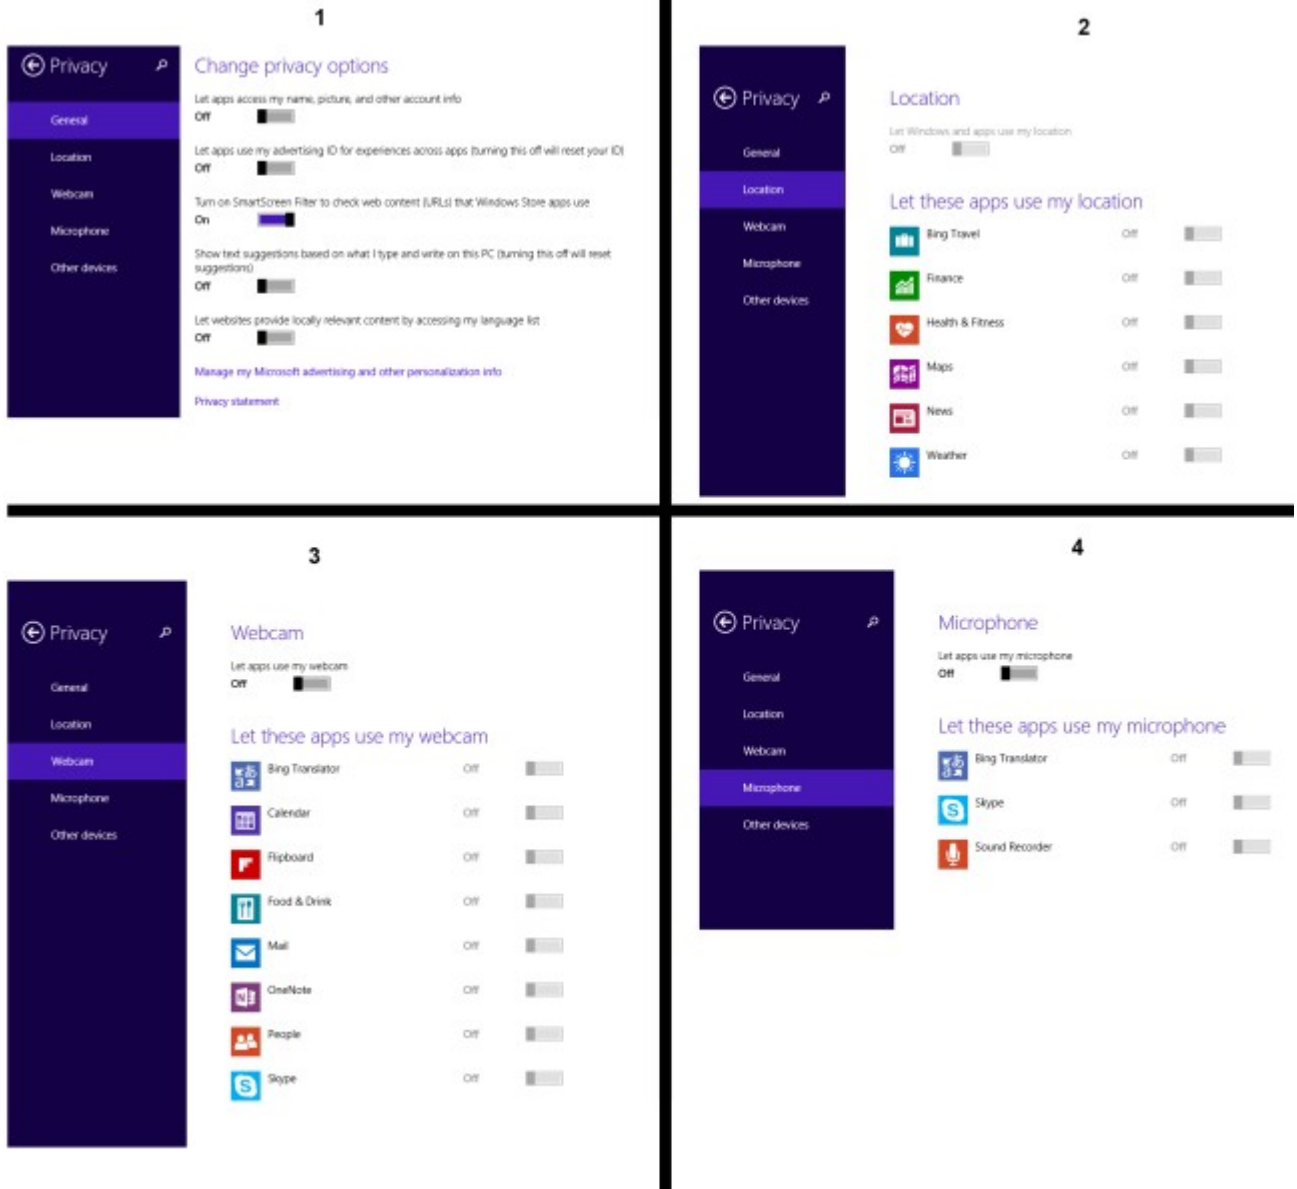 1
Privacy
General
Location
Webcam
Microphone
Other devices
Change privacy options
Let apps access my name, picture, and other account info
Off
Let apps use my advertising ID for experiences across apps (turning this off will reset your ID)
Off
Turn on SmartScreen Filter to check web content (URLs) that Windows Store apps use
On
Show text suggestions based on what I type and write on this PC (turning this off will reset
suggestions)
Off
Let websites provide locally relevant content by accessing my language list
Off
Manage my Microsoft advertising and other personalization info
Privacy statement
2
Privacy
General
Location
Webcam
Microphone
Other devices
Location
Let Windows and apps use my location
Off
Let these apps use my location
Bing Travel Off
Finance Off
Health & Fitness Off
Maps Off
News Off
Weather Off
3
Privacy
General
Location
Webcam
Microphone
Other devices
Webcam
Let apps use my webcam
Off
Let these apps use my webcam
Bing Translator Off
Calendar Off
Flipboard Off
Food & Drink Off
Mail Off
OneNote Off
People Off
Skype Off
4
Privacy
General
Location
Webcam
Microphone
Other devices
Microphone
Let apps use my microphone
Off
Let these apps use my microphone
Bing Translator Off
Skype Off
Sound Recorder Off